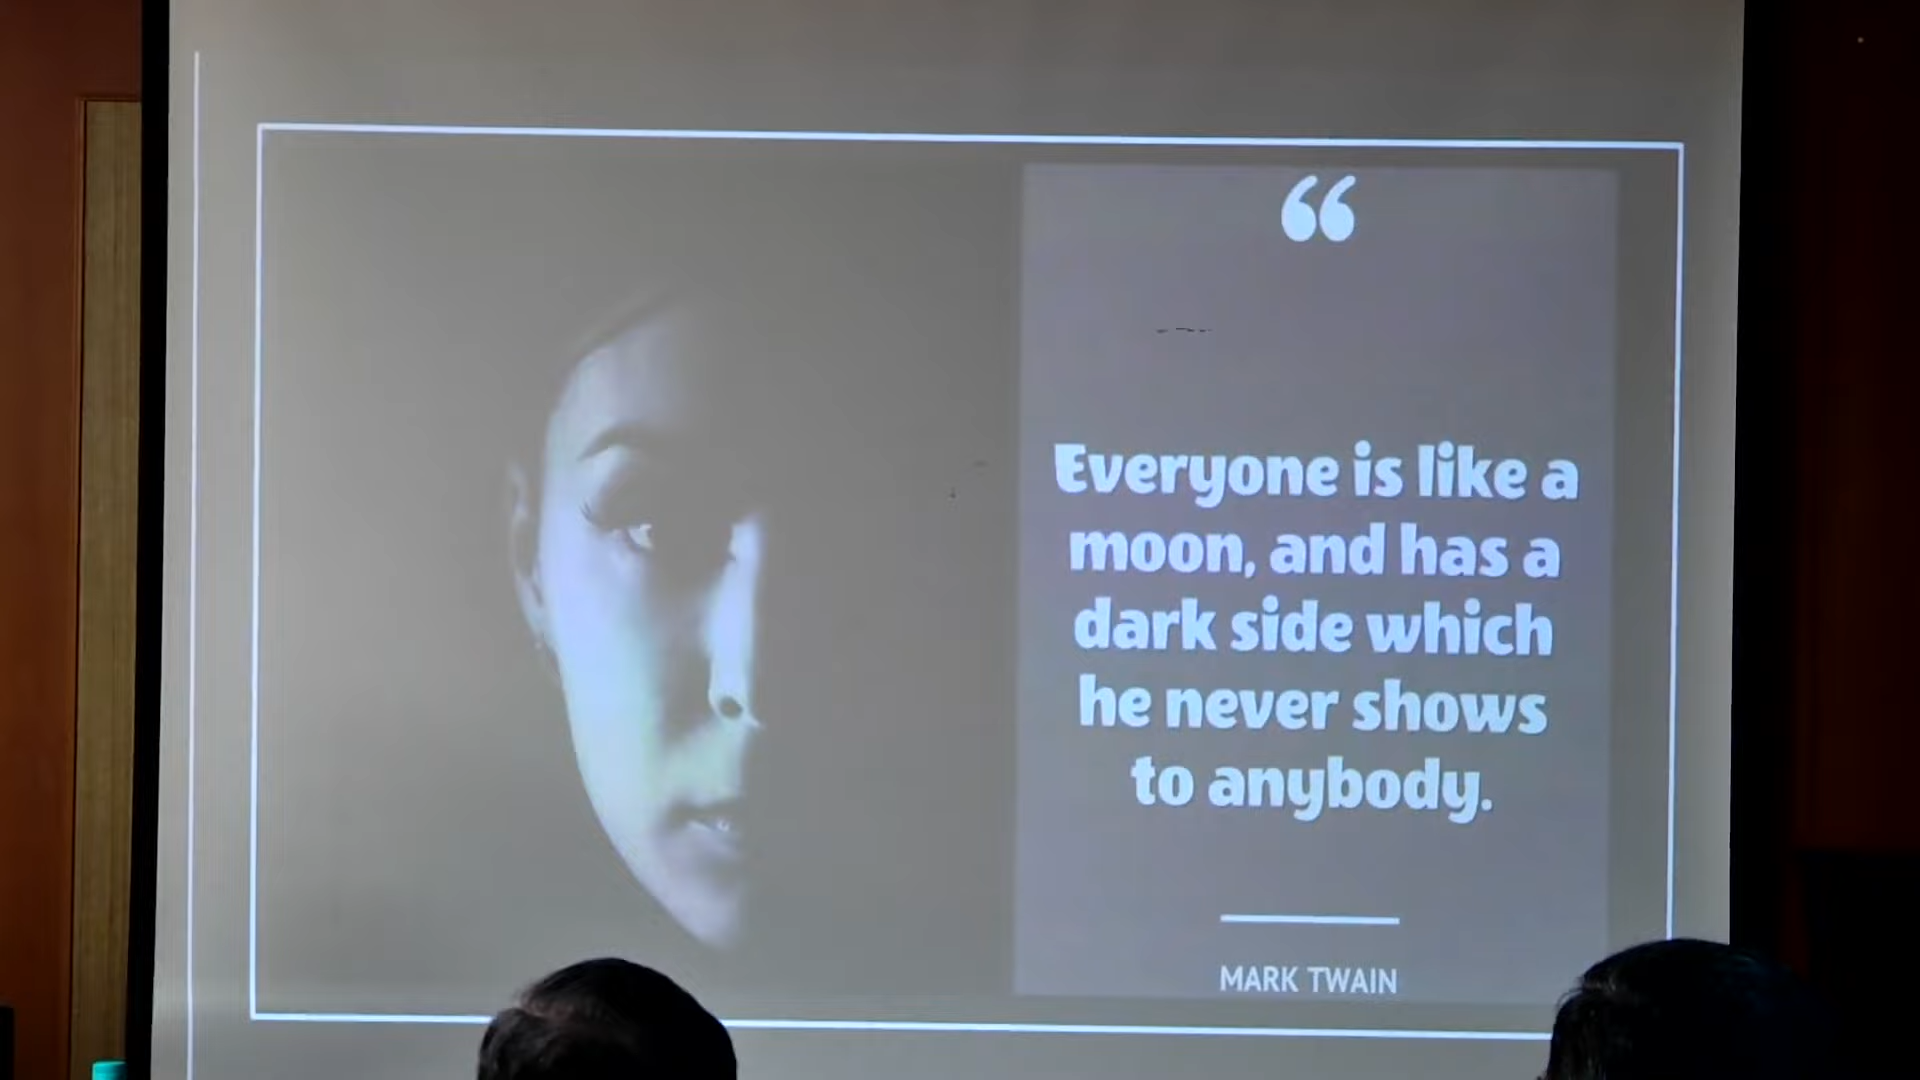 “
Everyone is like a
moon, and has a
dark side which
he never shows
to anybody.
MARK TWAIN